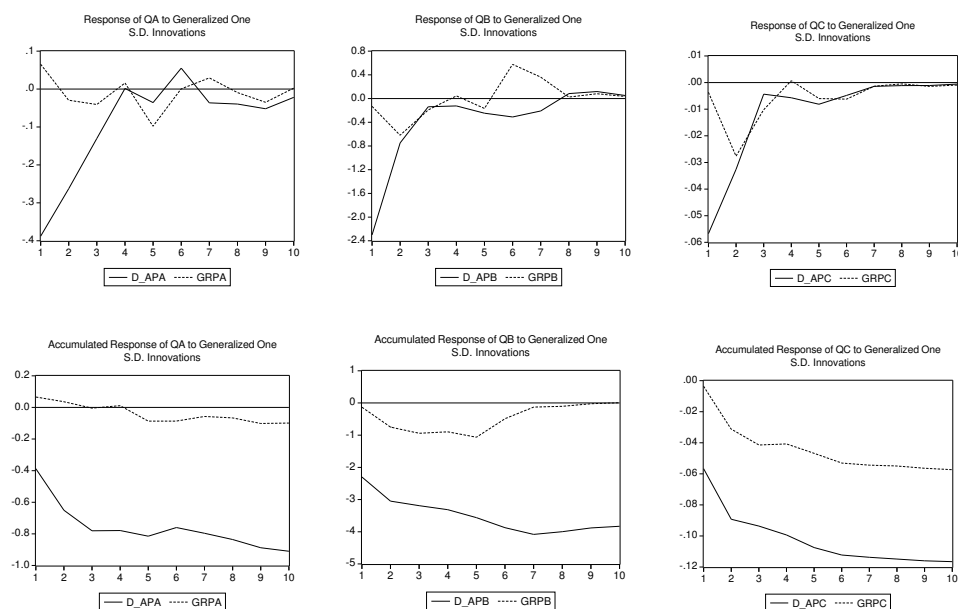 Response of QA to Generalized One
S.D. Innovations
.1
.0
-.1
-.2
-.3
-.4
1 2 3 4 5 6 7 8 9 10
D_APA GRPA
Response of QB to Generalized One
S.D. Innovations
0.8
0.4
0.0
-0.4
-0.8
-1.2
-1.6
-2.0
-2.4
1 2 3 4 5 6 7 8 9 10
D_APB GRPB
Response of QC to Generalized One
S.D. Innovations
.01
.00
-.01
-.02
-.03
-.04
-.05
-.06
1 2 3 4 5 6 7 8 9 10
D_APC GRPC
Accumulated Response of QA to Generalized One
S.D. Innovations
0.2
0.0
-0.2
-0.4
-0.6
-0.8
-1.0
1 2 3 4 5 6 7 8 9 10
D_APA GRPA
Accumulated Response of QB to Generalized One
S.D. Innovations
1
0
-1
-2
-3
-4
-5
1 2 3 4 5 6 7 8 9 10
D_APB GRPB
Accumulated Response of QC to Generalized One
S.D. Innovations
.00
-.02
-.04
-.06
-.08
-.10
-.12
1 2 3 4 5 6 7 8 9 10
D_APC GRPC